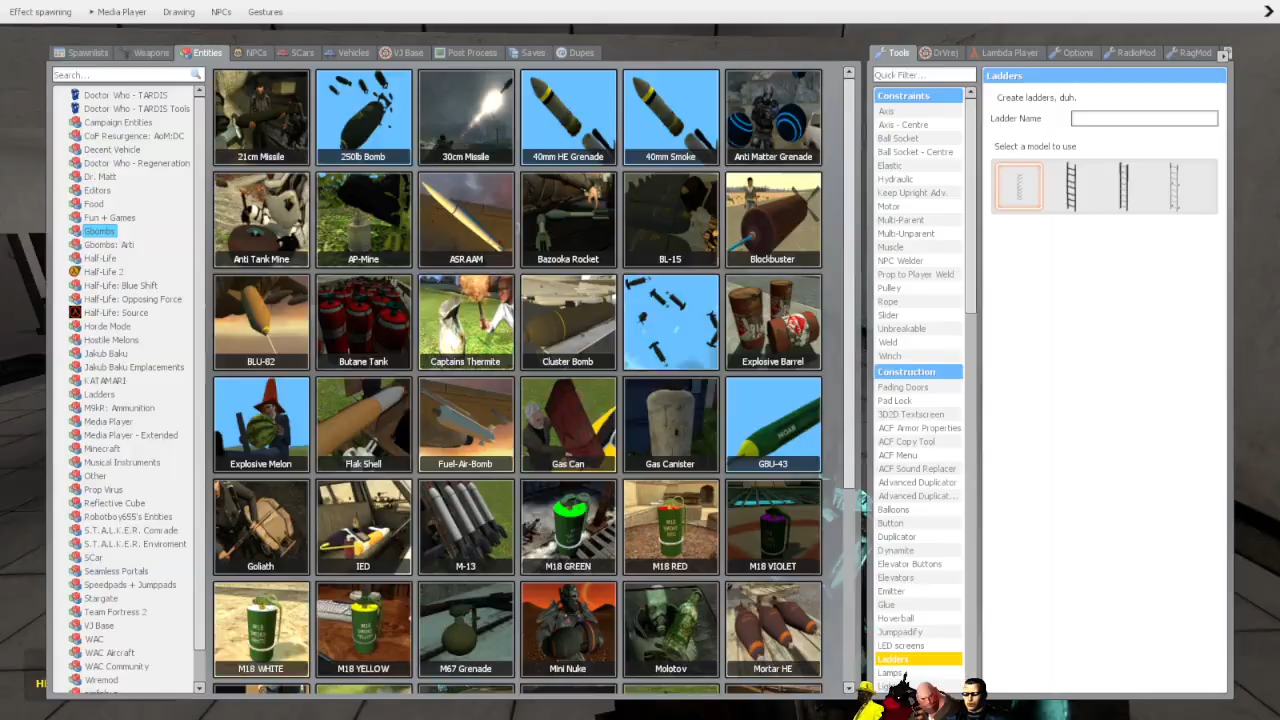 Effect spawning
Media Player
Drawing
NPCs
Gestures
Spawnlists
Weapons
Entities
NPCs
SCars
Vehicles
VJ Base
Post Process
Saves
Dupes
Search...
Doctor Who - TARDIS
Doctor Who - TARDIS Tools
Campaign Entities
CoF Resurgence: AoM:DC
Decent Vehicle
Doctor Who - Regeneration
Dr. Matt
Editors
Food
Fun + Games
Gbombs
Gbombs: Arti
Half-Life
Half-Life 2
Half-Life: Blue Shift
Half-Life: Opposing Force
Half-Life: Source
Horde Mode
Hostile Melons
Jakub Baku
Jakub Baku Emplacements
KATAMARI
Ladders
M9kR: Ammunition
Media Player
Media Player - Extended
Minecraft
Musical Instruments
Other
Prop Virus
Reflective Cube
Robotboy655's Entities
S.T.A.L.K.E.R. Comrade
S.T.A.L.K.E.R. Enviroment
SCar
Seamless Portals
Speedpads + Jumppads
Stargate
Team Fortress 2
VJ Base
WAC
WAC Aircraft
WAC Community
Wiremod
21cm Missile
250lb Bomb
30cm Missile
40mm HE Grenade
40mm Smoke
Anti Matter Grenade
Anti Tank Mine
AP-Mine
ASRAAM
Bazooka Rocket
BL-15
Blockbuster
BLU-82
Butane Tank
Captains Thermite
Cluster Bomb
Explosive Barrel
Explosive Melon
Flak Shell
Fuel-Air-Bomb
Gas Can
Gas Canister
GBU-43
Goliath
IED
M-13
M18 GREEN
M18 RED
M18 VIOLET
M18 WHITE
M18 YELLOW
M67 Grenade
Mini Nuke
Molotov
Mortar HE
Tools
DrVrej
Lambda Player
Options
RadioMod
RagMod
Quick Filter...
Constraints
Axis
Axis - Centre
Ball Socket
Ball Socket - Centre
Elastic
Hydraulic
Keep Upright Adv.
Motor
Multi-Parent
Multi-Unparent
Muscle
NPC Welder
Prop to Player Weld
Pulley
Rope
Slider
Unbreakable
Weld
Winch
Construction
Fading Doors
Pad Lock
3D2D Textscreen
ACF Armor Properties
ACF Copy Tool
ACF Menu
ACF Sound Replacer
Advanced Duplicator
Advanced Duplicat...
Balloons
Button
Duplicator
Dynamite
Elevator Buttons
Elevators
Emitter
Glue
Hoverball
Jumppadify
LED screens
Ladders
Lamps
Ladders
Create ladders, duh.
Ladder Name
Select a model to use